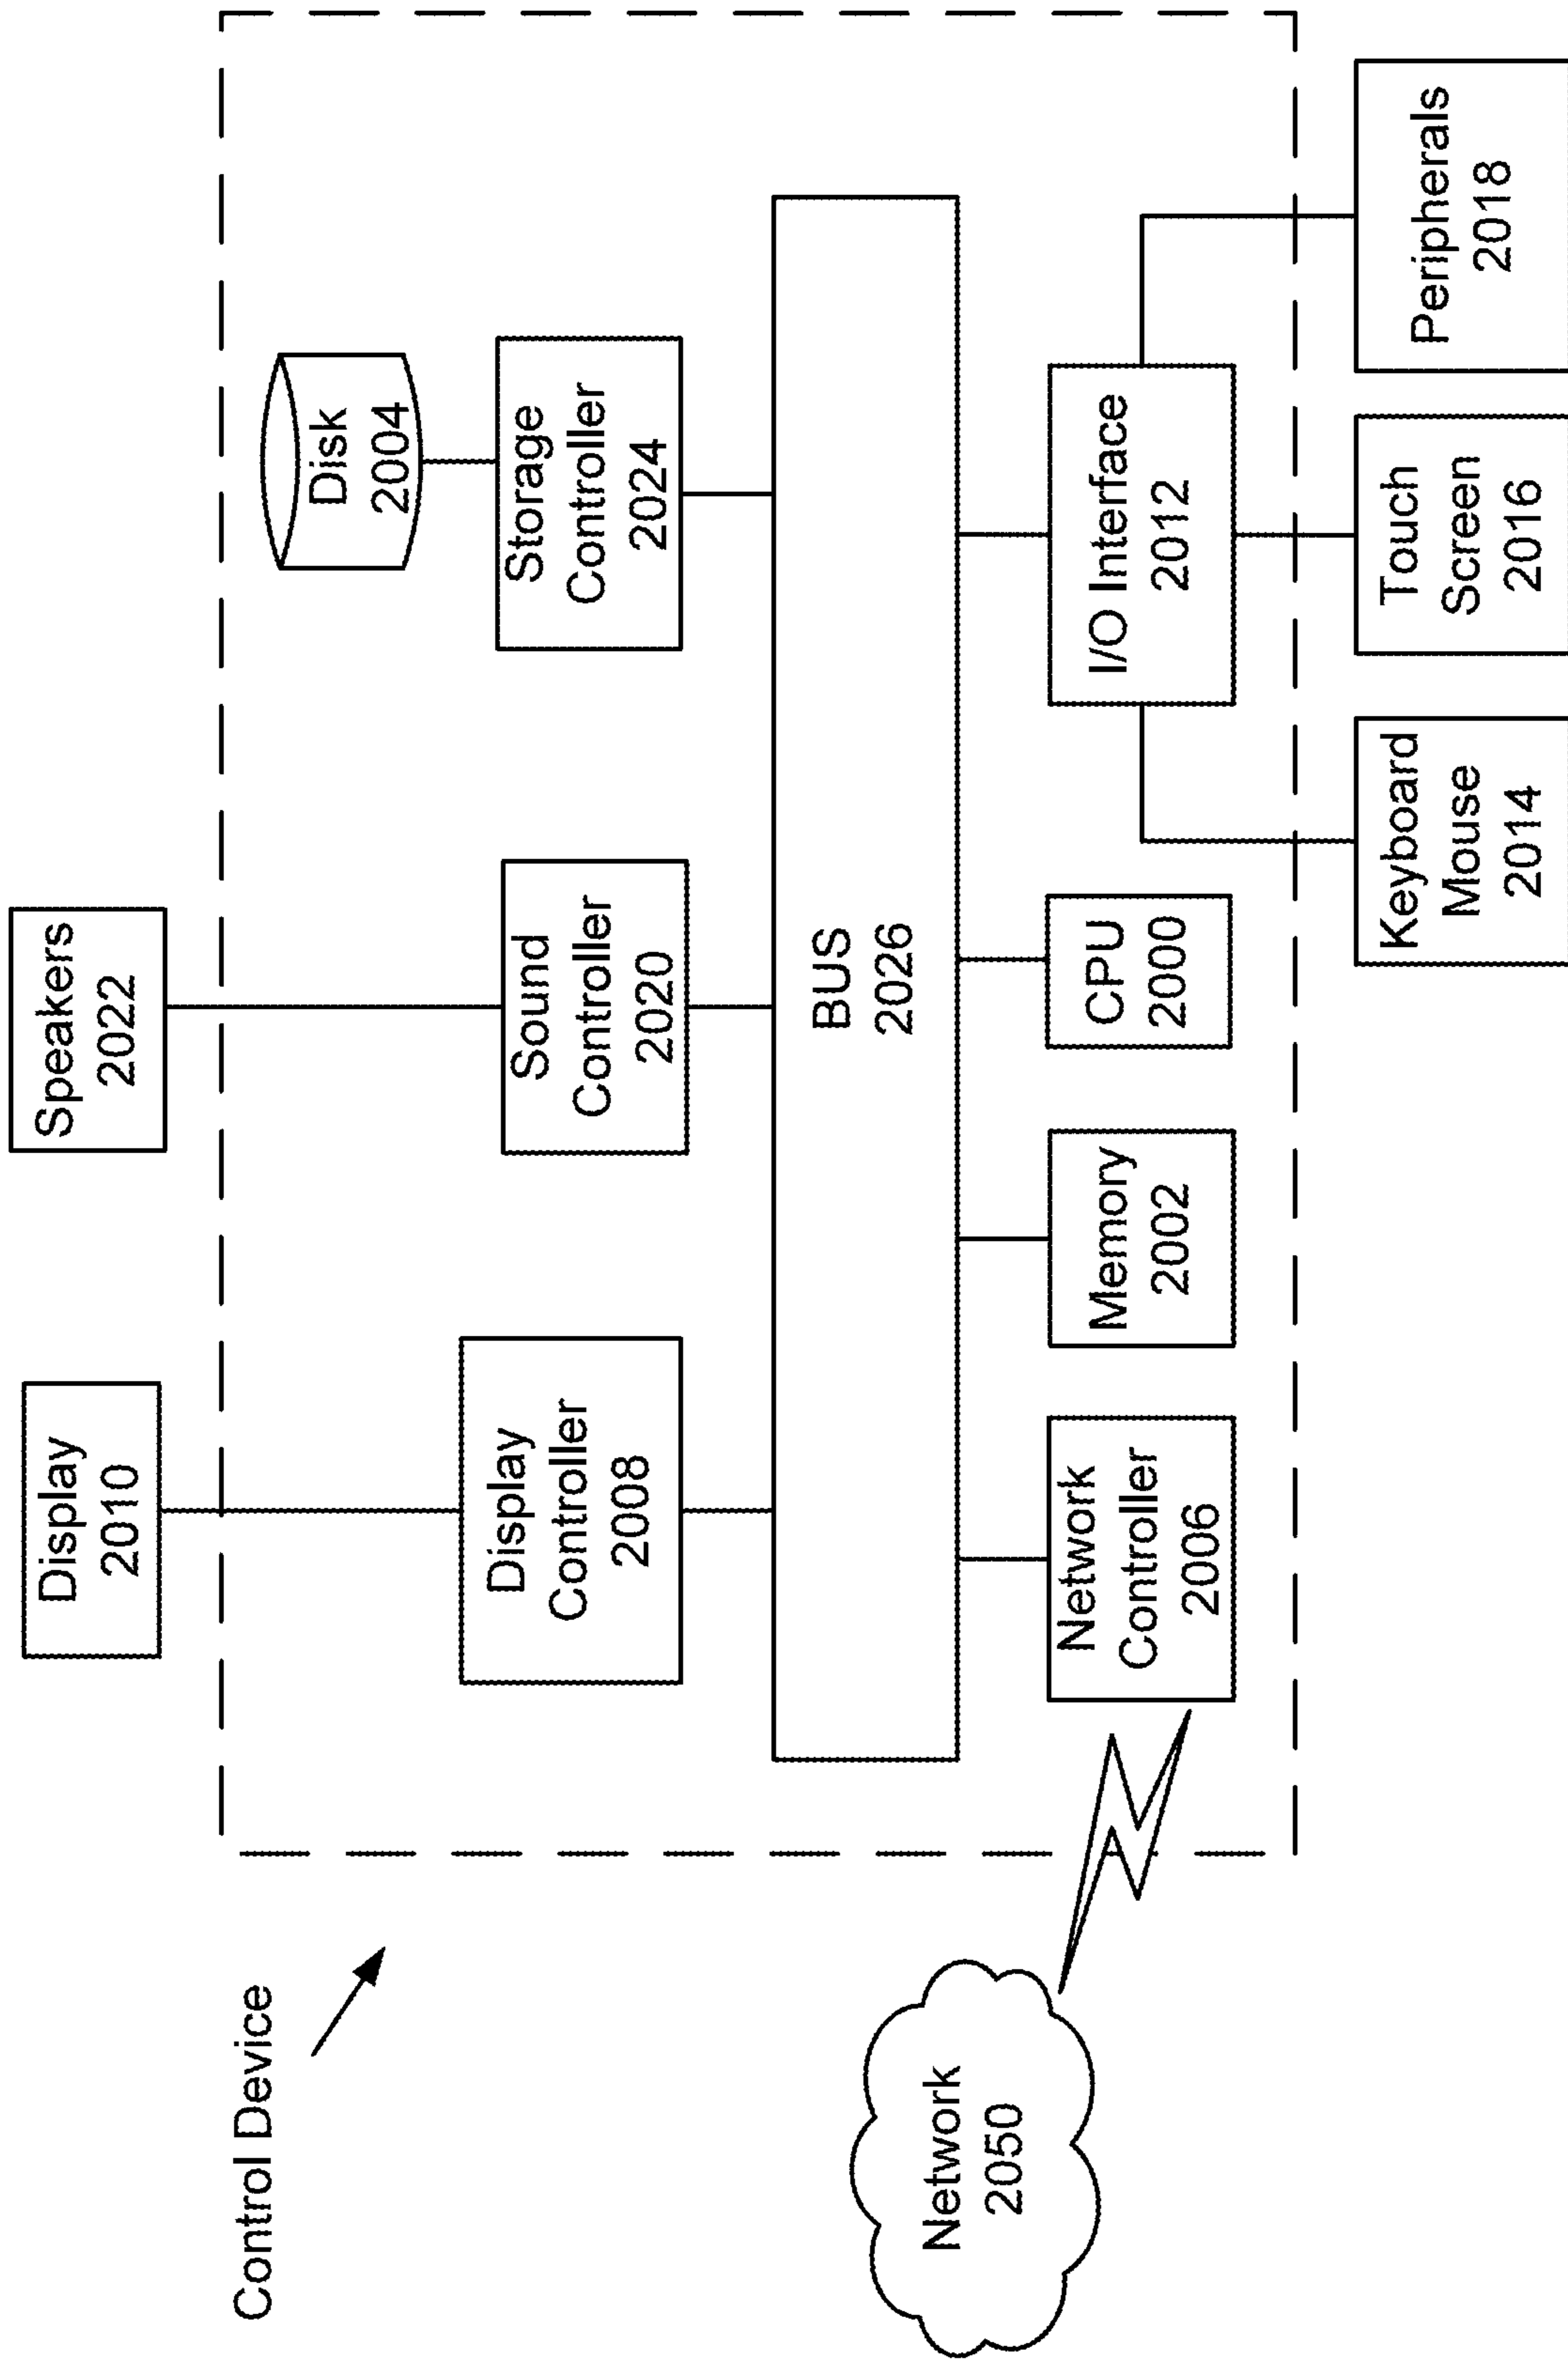 Control Device
Display
2010
Speakers
2022
Display
Controller
2008
Sound
Controller
2020
Disk
2004
Storage
Controller
2024
BUS
2026
Network
2050
Network
Controller
2006
Memory
2002
CPU
2000
I/O Interface
2012
Keyboard
Mouse
2014
Touch
Screen
2016
Peripherals
2018